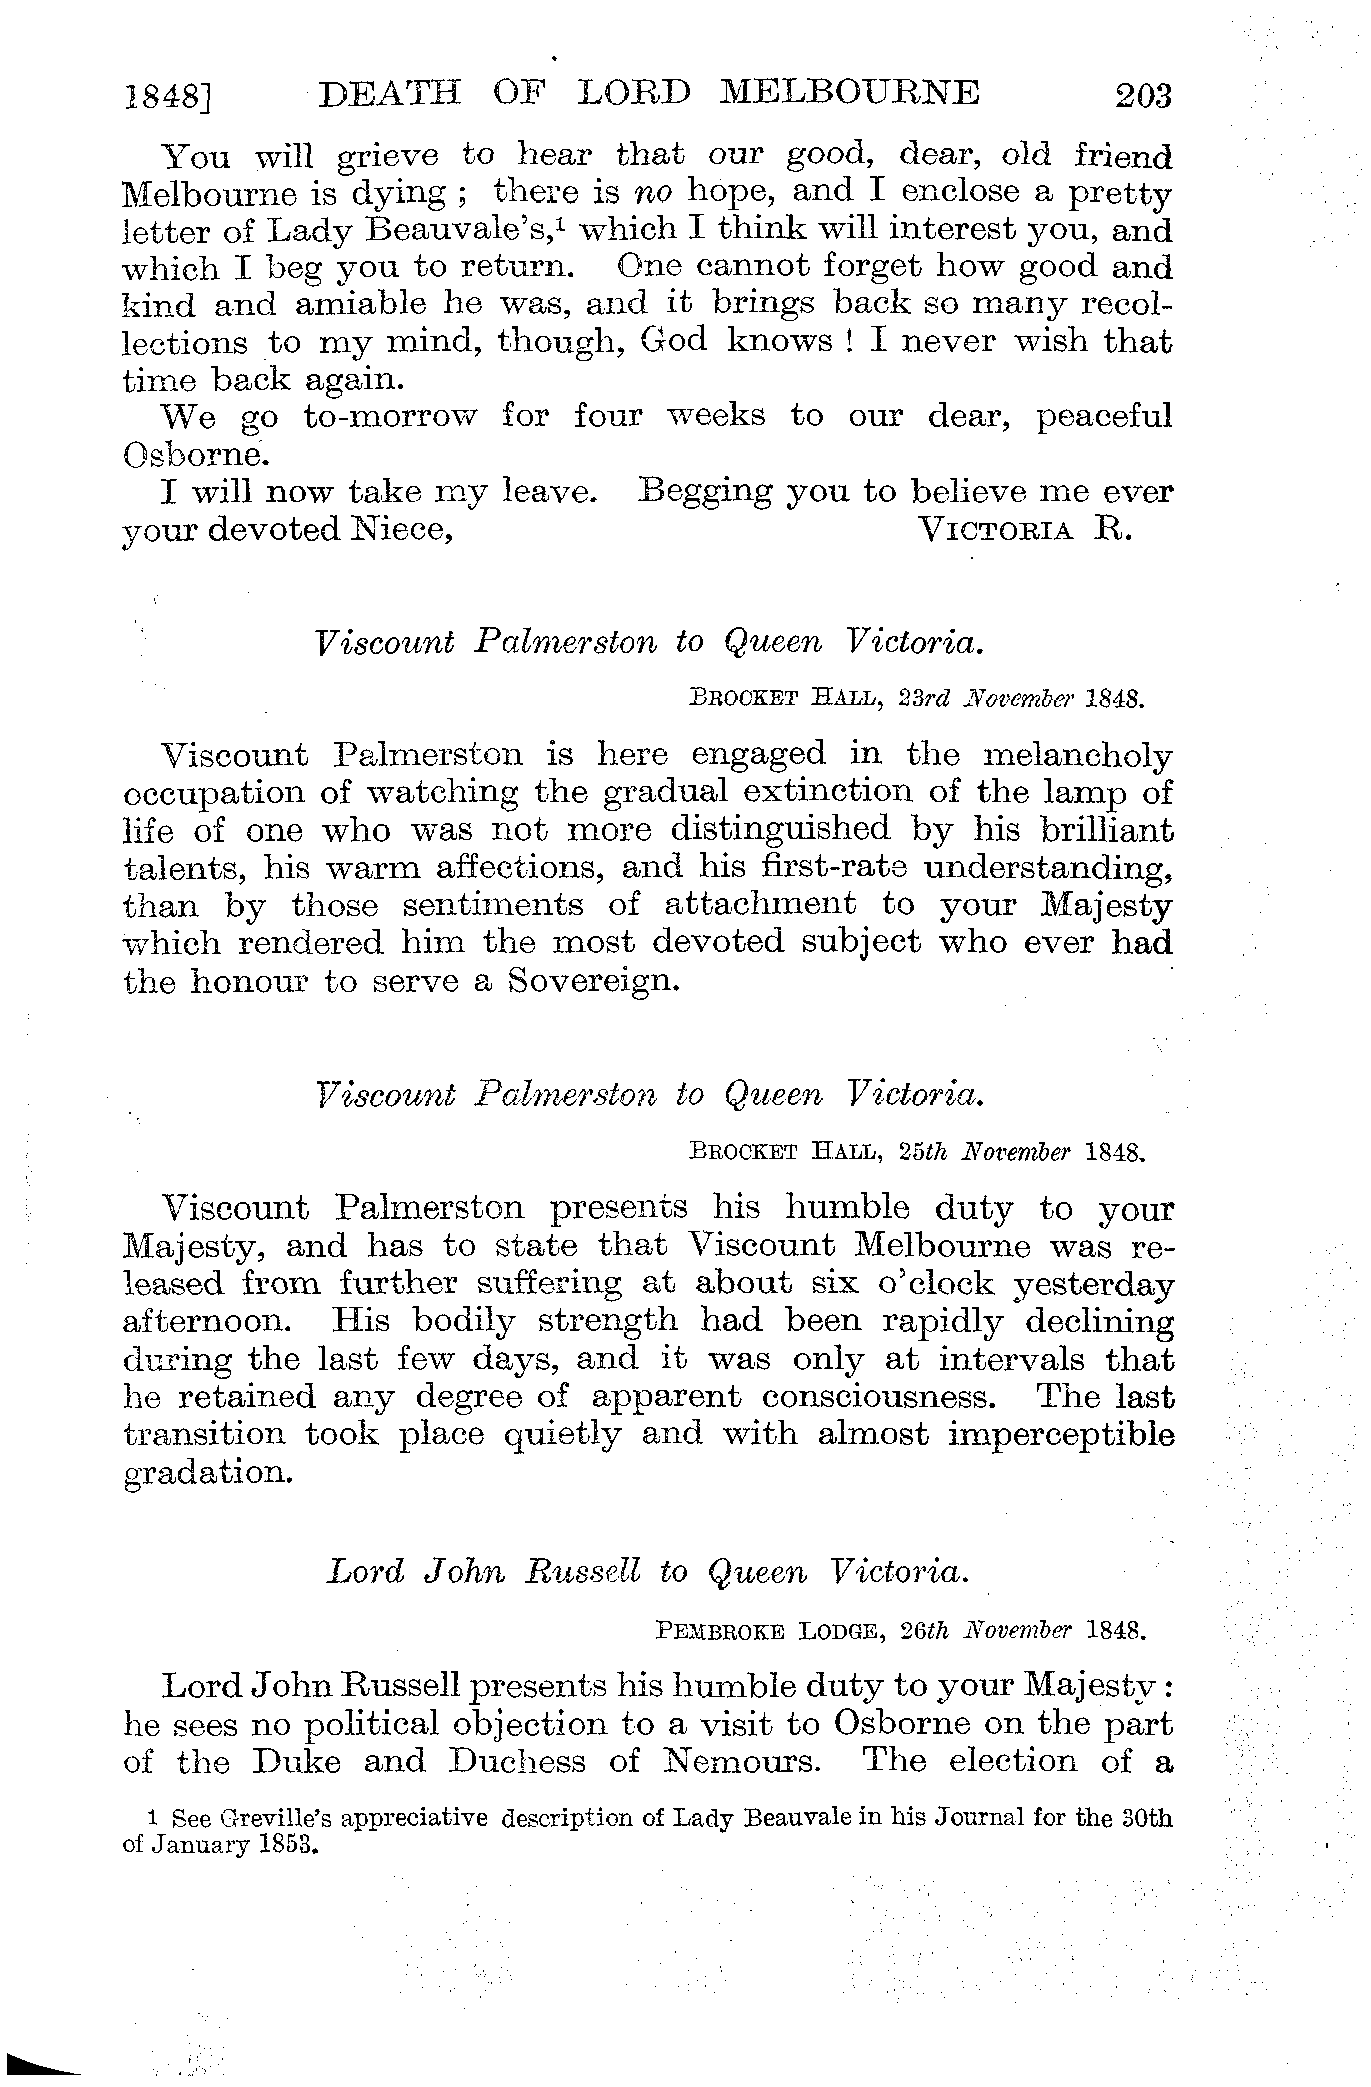 1848] DEATH OF LORD MELBOURNE 203
You will grieve to hear that our good, dear, old friend
Melbourne is dying ; there is no hope, and I enclose a pretty
letter of Lady Beauvale's,¹ which I think will interest you, and
which I beg you to return. One cannot forget how good and
kind and amiable he was, and it brings back so many recol-
lections to my mind, though, God knows ! I never wish that
time back again.
We go to-morrow for four weeks to our dear, peaceful
Osborne.
I will now take my leave. Begging you to believe me ever
your devoted Niece, VICTORIA R.
Viscount Palmerston to Queen Victoria.
BROCKET HALL, 23rd November 1848.
Viscount Palmerston is here engaged in the melancholy
occupation of watching the gradual extinction of the lamp of
life of one who was not more distinguished by his brilliant
talents, his warm affections, and his first-rate understanding,
than by those sentiments of attachment to your Majesty
which rendered him the most devoted subject who ever had
the honour to serve a Sovereign.
Viscount Palmerston to Queen Victoria.
BROCKET HALL, 25th November 1848.
Viscount Palmerston presents his humble duty to your
Majesty, and has to state that Viscount Melbourne was re-
leased from further suffering at about six o'clock yesterday
afternoon. His bodily strength had been rapidly declining
during the last few days, and it was only at intervals that
he retained any degree of apparent consciousness. The last
transition took place quietly and with almost imperceptible
gradation.
Lord John Russell to Queen Victoria.
PEMBROKE LODGE, 26th November 1848.
Lord John Russell presents his humble duty to your Majesty :
he sees no political objection to a visit to Osborne on the part
of the Duke and Duchess of Nemours. The election of a
1 See Greville's appreciative description of Lady Beauvale in his Journal for the 30th
of January 1853.